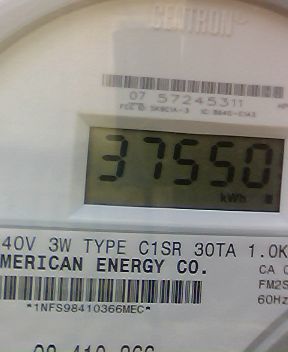 CENTRON®
07 57245311
37550
kWh
40V 3W TYPE C1SR 30TA 1.0K
MERICAN ENERGY CO.
CA
FM2S
60Hz
*1NFS98410366MEC*